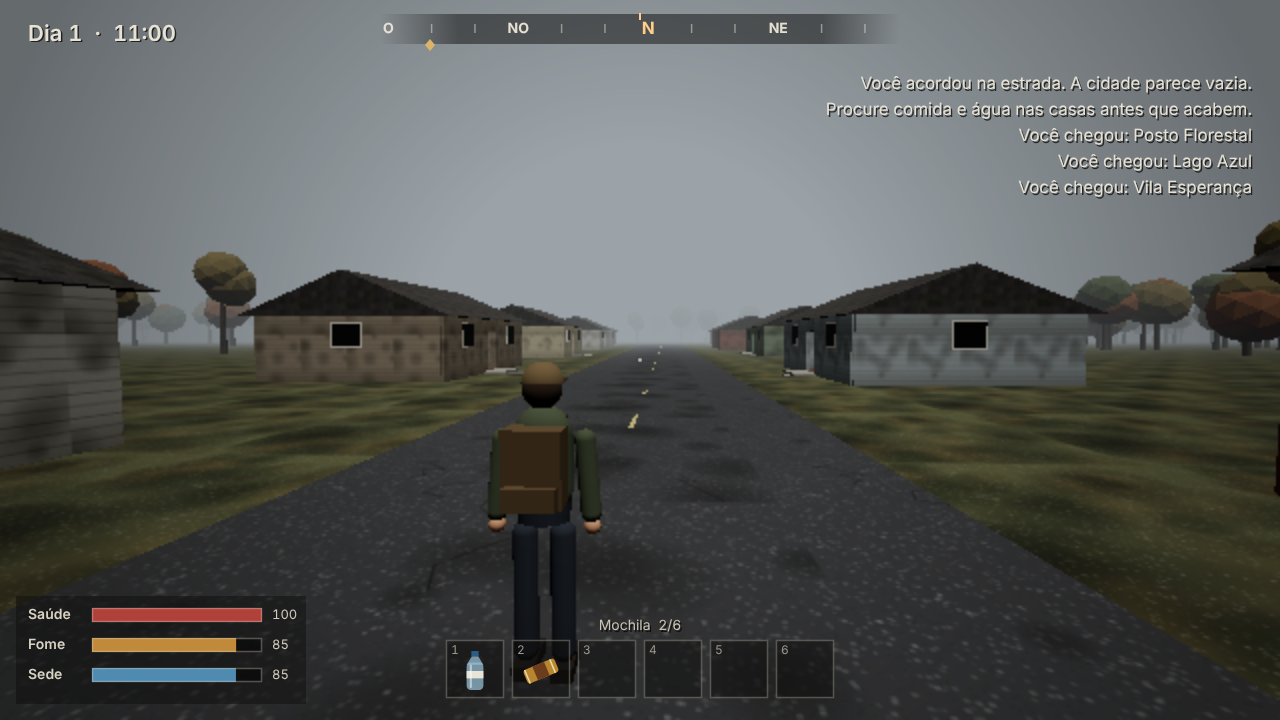 Dia 1 · 11:00
O NO N NE
Você acordou na estrada. A cidade parece vazia.
Procure comida e água nas casas antes que acabem.
Você chegou: Posto Florestal
Você chegou: Lago Azul
Você chegou: Vila Esperança
Saúde 100
Fome 85
Sede 85
Mochila 2/6
1 2 3 4 5 6